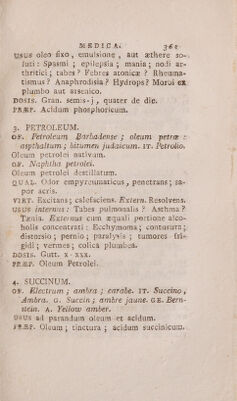 MEDICA. 361
USUS oleo fixo, emulsione, aut æthere so-
luti: Spasmi; epilepsia; mania; nodi ar-
thritici; tabes? Febres atonicæ? Rheuma-
tismus? Anaphrodisia? Hydrops? Morbi ex
plumbo aut arsenico.
DOSIS. Gran. semis-j, quater de die.
PRÆP. Acidum phosphoricum.
3. PETROLEUM.
OF. Petroleum Barbadense; oleum petræ:
asphaltum; bitumen judaicum. IT. Petrolio.
Oleum petrolei nativum.
OF. Naphtha petrolei.
Oleum petrolei destillatum.
QUAL. Odor empyreumaticus, penetrans; sa-
por acris.
VIRT. Excitans; calefaciens. Extern. Resolvens.
USUS internus: Tabes pulmonalis? Asthma?
Tænia. Externus cum æquali portione alco-
holis concentrati: Ecchymoma; contusura;
distorsio; pernio; paralysis; tumores fri-
gidi; vermes; colica plumbea.
DOSIS. Gutt. x-xxx.
PRÆP. Oleum Petrolei.
4. SUCCINUM.
OF. Electrum; ambra; carabe. IT. Succino,
Ambra. G. Succin; ambre jaune. GE. Bern-
stein. A. Yellow amber.
USUS ad parandum oleum et acidum.
PRÆP. Oleum; tinctura; acidum succinicum.